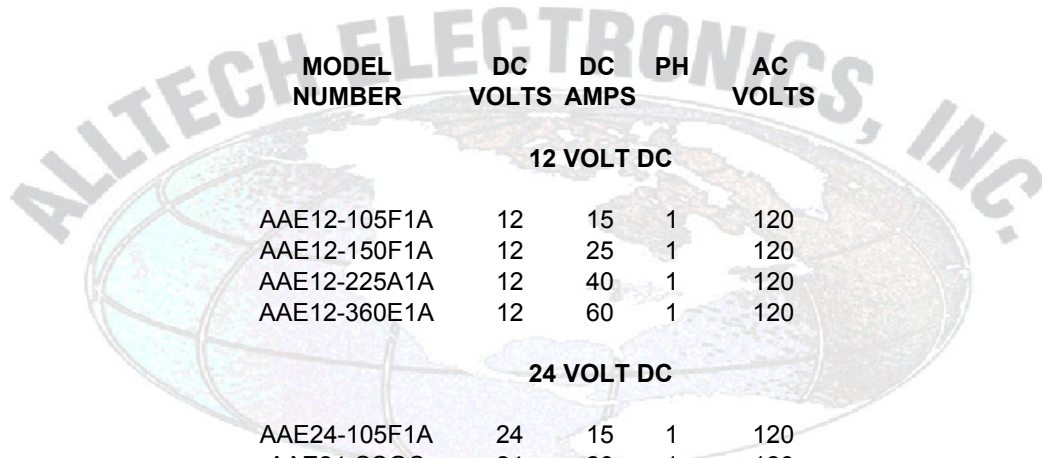 ALLTECH ELECTRONICS, INC.
MODEL DC DC PH AC
NUMBER VOLTS AMPS VOLTS
12 VOLT DC
AAE12-105F1A 12 15 1 120
AAE12-150F1A 12 25 1 120
AAE12-225A1A 12 40 1 120
AAE12-360E1A 12 60 1 120
24 VOLT DC
AAE24-105F1A 24 15 1 120